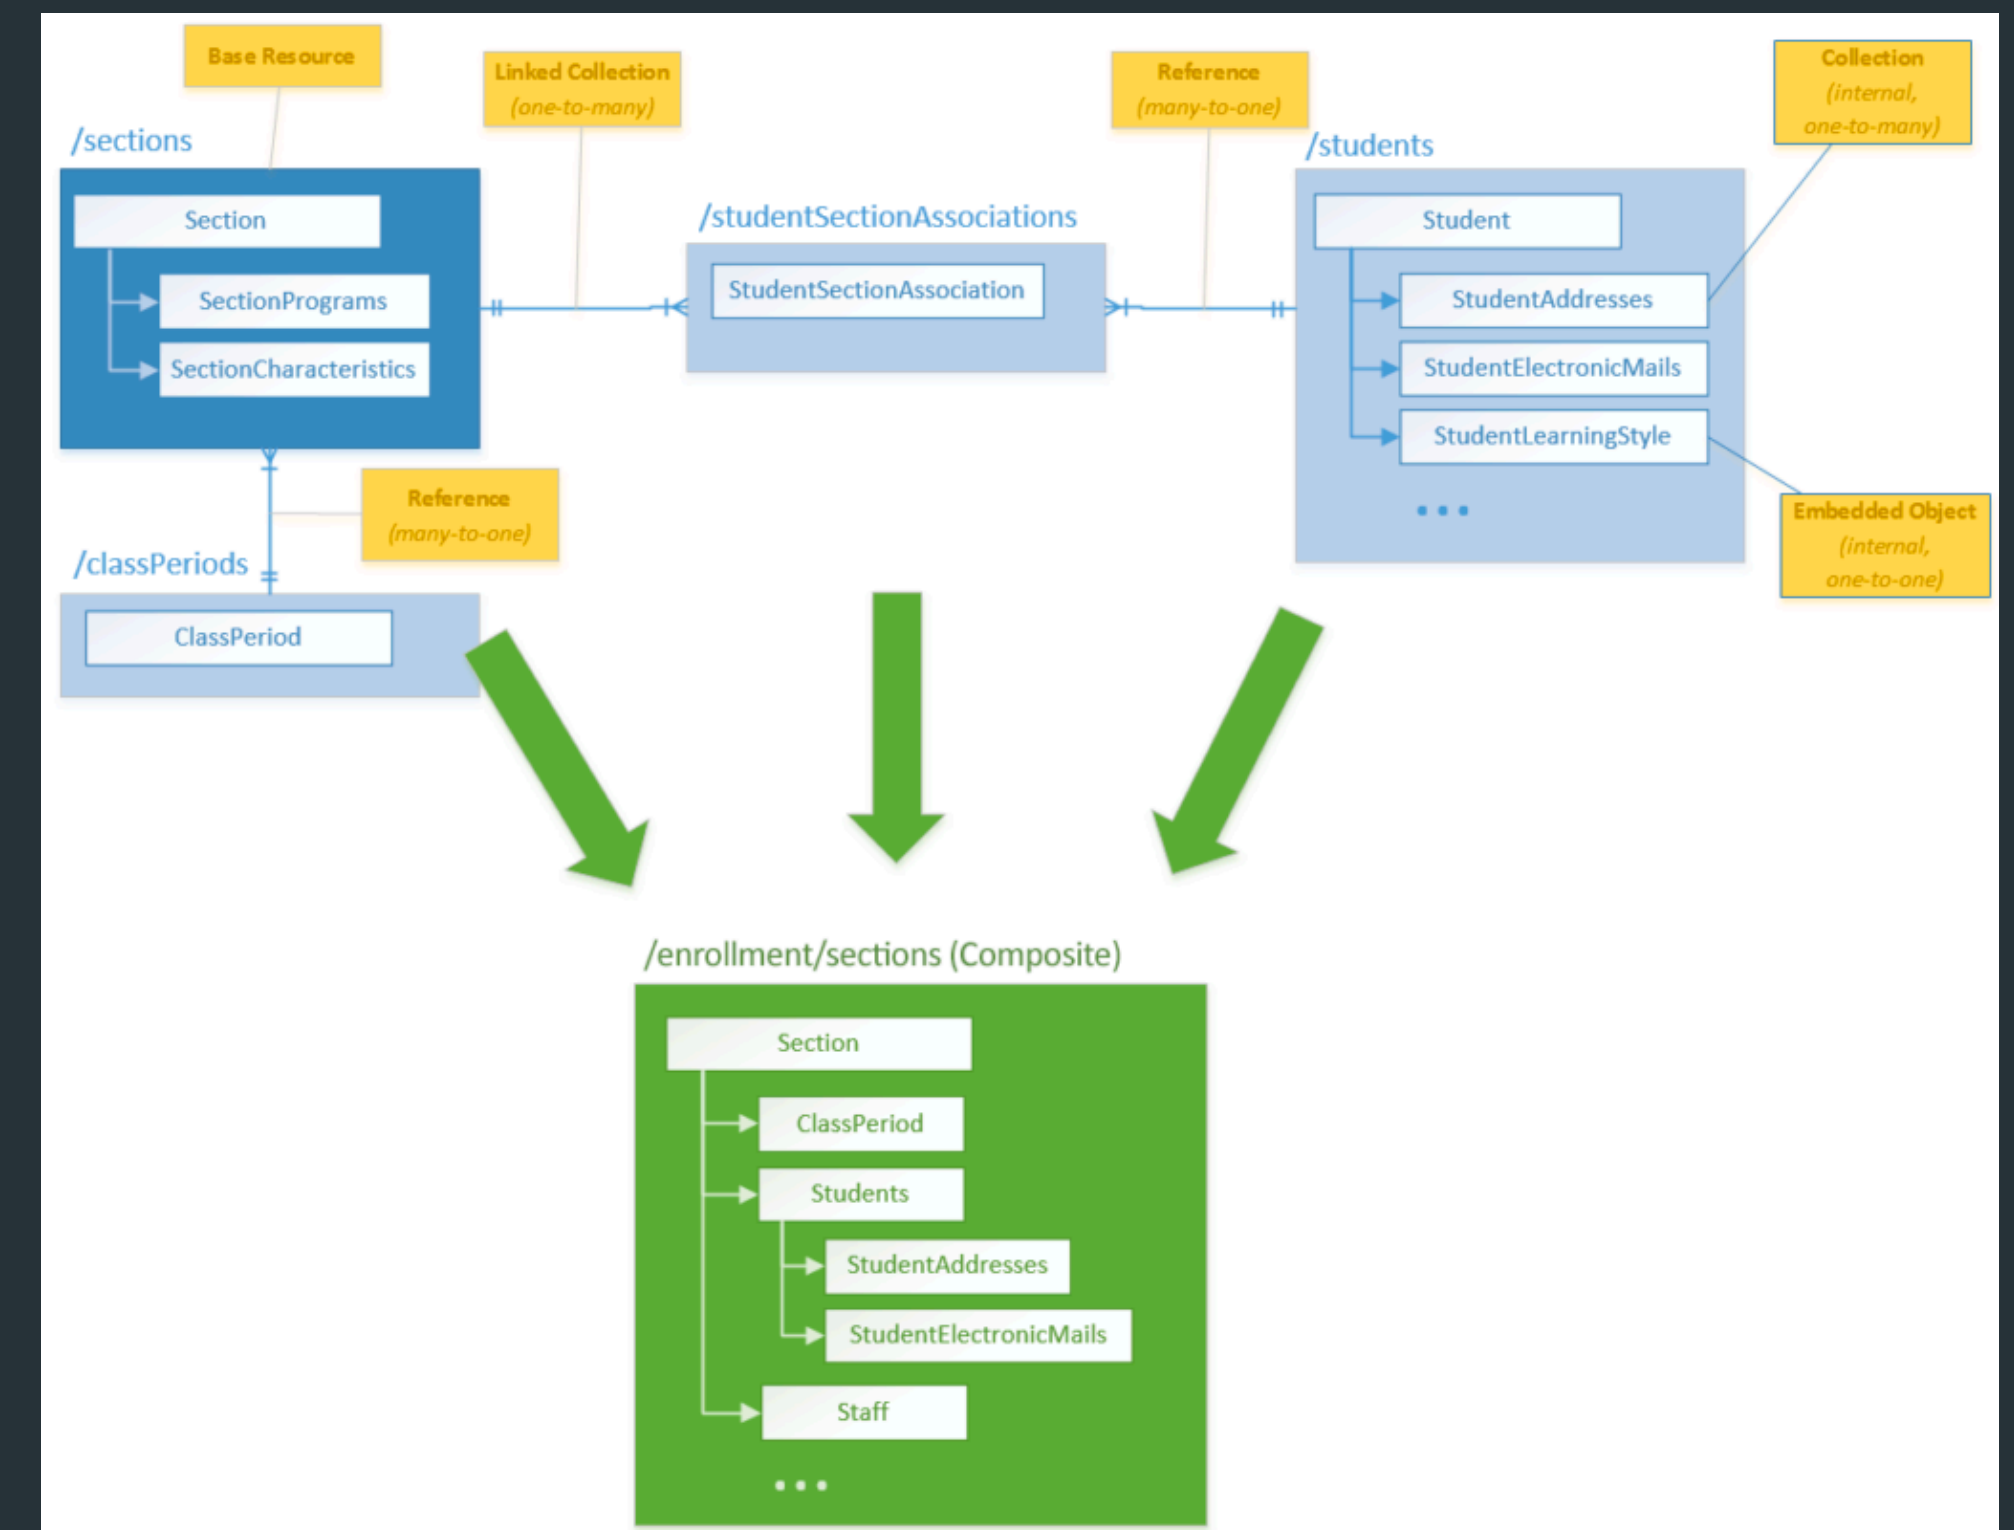 Base Resource
Linked Collection
(one-to-many)
Reference
(many-to-one)
Collection
(internal,
one-to-many)
/sections
/students
Section
SectionPrograms
SectionCharacteristics
/studentSectionAssociations
StudentSectionAssociation
Student
StudentAddresses
StudentElectronicMails
StudentLearningStyle
...
Embedded Object
(internal,
one-to-one)
Reference
(many-to-one)
/classPeriods
ClassPeriod
/enrollment/sections (Composite)
Section
ClassPeriod
Students
StudentAddresses
StudentElectronicMails
Staff
...